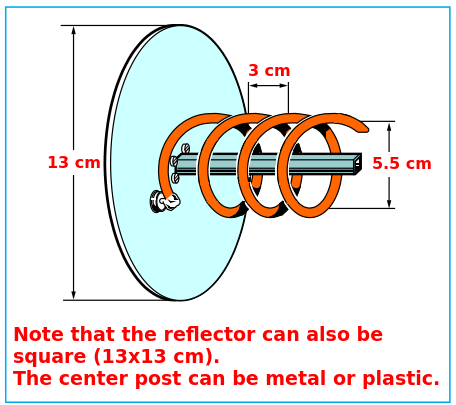 3 cm
13 cm
5.5 cm
Note that the reflector can also be
square (13x13 cm).
The center post can be metal or plastic.